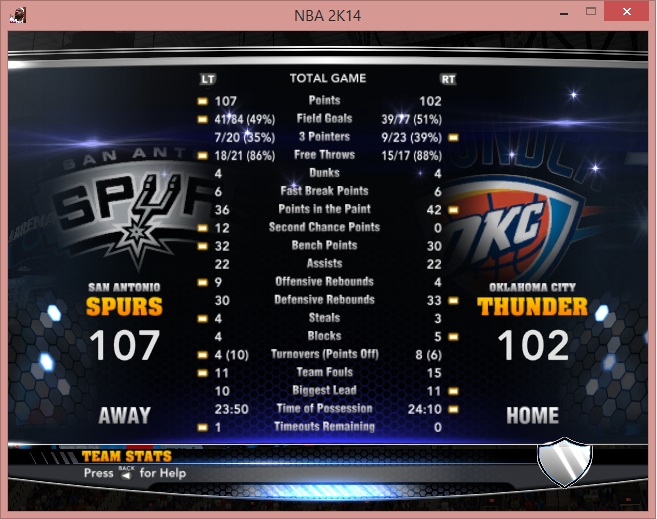 NBA 2K14
LT TOTAL GAME RT
107 Points 102
41/84 (49%) Field Goals 39/77 (51%)
7/20 (35%) 3 Pointers 9/23 (39%)
18/21 (86%) Free Throws 15/17 (88%)
4 Dunks 4
6 Fast Break Points 6
36 Points in the Paint 42
12 Second Chance Points 0
32 Bench Points 30
22 Assists 22
9 Offensive Rebounds 4
30 Defensive Rebounds 33
4 Steals 3
4 Blocks 5
4 (10) Turnovers (Points Off) 8 (6)
11 Team Fouls 15
10 Biggest Lead 11
23:50 Time of Possession 24:10
1 Timeouts Remaining 0
SAN ANTONIO
SPURS
107
AWAY
OKLAHOMA CITY
THUNDER
102
HOME
SPURS
OKC
TEAM STATS
Press BACK for Help